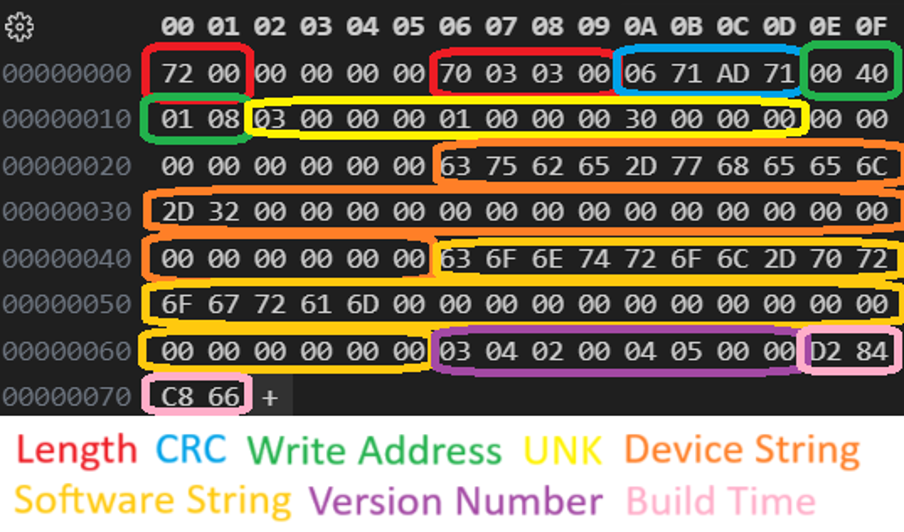 00 01 02 03 04 05 06 07 08 09 0A 0B 0C 0D 0E 0F
00000000 72 00 00 00 00 00 70 03 03 00 06 71 AD 71 00 40
00000010 01 08 03 00 00 00 01 00 00 00 30 00 00 00 00 00
00000020 00 00 00 00 00 00 63 75 62 65 2D 77 68 65 65 6C
00000030 2D 32 00 00 00 00 00 00 00 00 00 00 00 00 00 00
00000040 00 00 00 00 00 00 63 6F 6E 74 72 6F 6C 2D 70 72
00000050 6F 67 72 61 6D 00 00 00 00 00 00 00 00 00 00 00
00000060 00 00 00 00 00 00 03 04 02 00 04 05 00 00 D2 84
00000070 C8 66 +
Length CRC Write Address UNK Device String
Software String Version Number Build Time